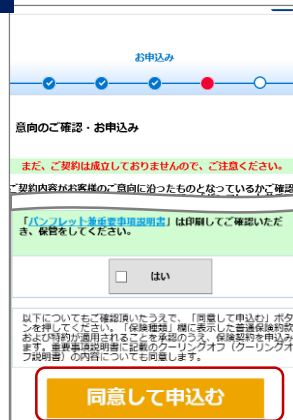 お申込み
意向のご確認・お申込み
まだ、ご契約は成立しておりませんので、ご注意ください。
ご契約内容がお客様のご意向に沿ったものとなっているかご確認
「パンフレット兼重要事項説明書」は印刷してご確認いただ
き、保管をしてください。
はい
以下についてもご確認頂いたうえで、「同意して申込む」ボタ
ンを押してください。「保険種類」欄に表示した普通保険約款
および特約が適用されることを承認のうえ、保険契約を申込み
ます。重要事項説明書に記載のクーリングオフ（クーリングオ
フ説明書）の内容についても同意します。
同意して申込む